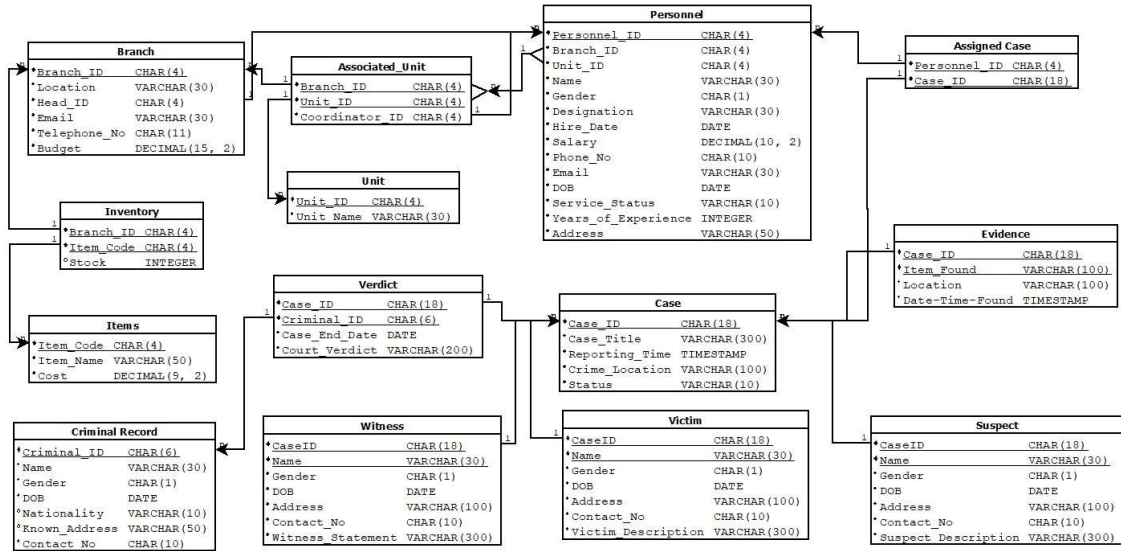 Branch
Branch_ID CHAR(4)
Location VARCHAR(30)
Head_ID CHAR(4)
Email VARCHAR(30)
Telephone_No CHAR(11)
Budget DECIMAL(15, 2)
Associated_Unit
Branch_ID CHAR(4)
Unit_ID CHAR(4)
Coordinator_ID CHAR(4)
Personnel
Personnel_ID CHAR(4)
Branch_ID CHAR(4)
Unit_ID CHAR(4)
Name VARCHAR(30)
Gender CHAR(1)
Designation VARCHAR(30)
Hire_Date DATE
Salary DECIMAL(10, 2)
Phone_No CHAR(10)
Email VARCHAR(30)
DOB DATE
Service_Status VARCHAR(10)
Years_of_Experience INTEGER
Address VARCHAR(50)
Assigned Case
Personnel_ID CHAR(4)
Case_ID CHAR(18)
Unit
Unit_ID CHAR(4)
Unit_Name VARCHAR(30)
Inventory
Branch_ID CHAR(4)
Item_Code CHAR(4)
Stock INTEGER
Evidence
Case_ID CHAR(18)
Item_Found VARCHAR(100)
Location VARCHAR(100)
Date-Time-Found TIMESTAMP
Verdict
Case_ID CHAR(18)
Criminal_ID CHAR(6)
Case_End_Date DATE
Court_Verdict VARCHAR(200)
Case
Case_ID CHAR(18)
Case_Title VARCHAR(300)
Reporting_Time TIMESTAMP
Crime_Location VARCHAR(100)
Status VARCHAR(10)
Items
Item_Code CHAR(4)
Item_Name VARCHAR(50)
Cost DECIMAL(9, 2)
Criminal Record
Criminal_ID CHAR(6)
Name VARCHAR(30)
Gender CHAR(1)
DOB DATE
Nationality VARCHAR(10)
Known_Address VARCHAR(50)
Contact_No CHAR(10)
Witness
CaseID CHAR(18)
Name VARCHAR(30)
Gender CHAR(1)
DOB DATE
Address VARCHAR(100)
Contact_No CHAR(10)
Witness_Statement VARCHAR(300)
Victim
CaseID CHAR(18)
Name VARCHAR(30)
Gender CHAR(1)
DOB DATE
Address VARCHAR(100)
Contact_No CHAR(10)
Victim_Description VARCHAR(300)
Suspect
CaseID CHAR(18)
Name VARCHAR(30)
Gender CHAR(1)
DOB DATE
Address VARCHAR(100)
Contact_No CHAR(10)
Suspect_Description VARCHAR(300)